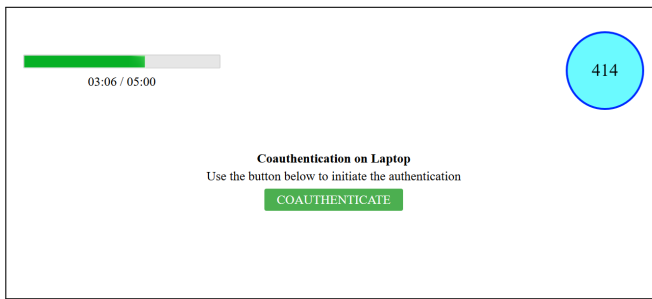 03:06 / 05:00
414
Coauthentication on Laptop
Use the button below to initiate the authentication
COAUTHENTICATE